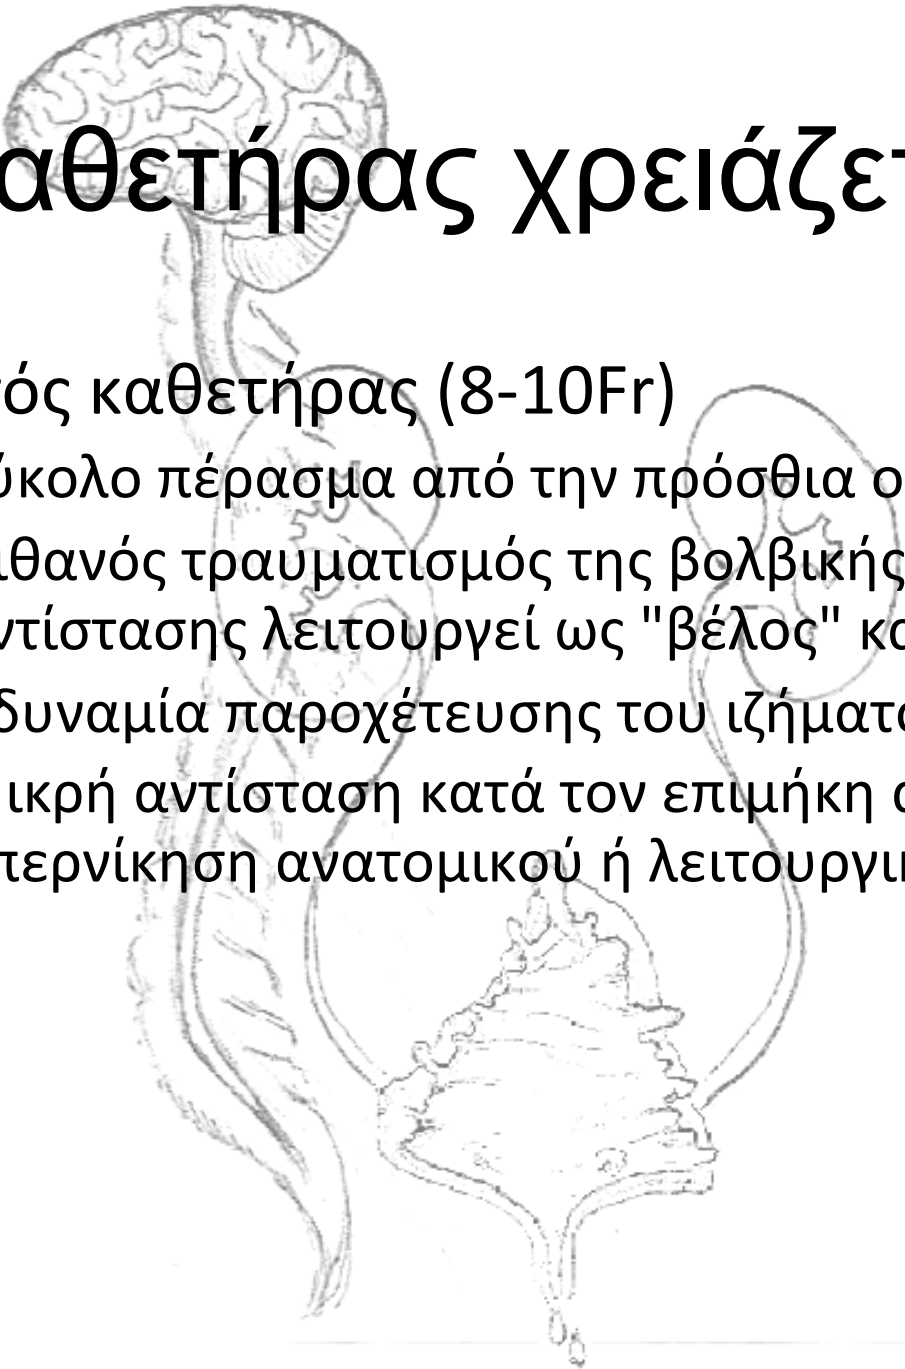 αθετήρας χρειάζετ
ός καθετήρας (8-10Fr)
ύκολο πέρασμα από την πρόσθια ο
ιθανός τραυματισμός της βολβικής
ντίστασης λειτουργεί ως "βέλος" κα
δυναμία παροχέτευσης του ιζήματο
ικρή αντίσταση κατά τον επιμήκη
περνίκηση ανατομικού ή λειτουργικ